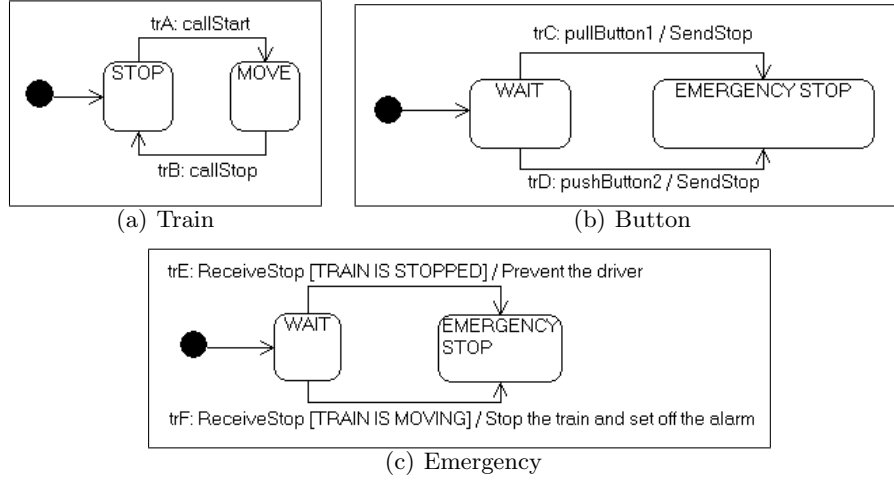 trA: callStart
STOP
MOVE
trB: callStop
(a) Train
trC: pullButton1 / SendStop
WAIT
EMERGENCY STOP
trD: pushButton2 / SendStop
(b) Button
trE: ReceiveStop [TRAIN IS STOPPED] / Prevent the driver
WAIT
EMERGENCY
STOP
trF: ReceiveStop [TRAIN IS MOVING] / Stop the train and set off the alarm
(c) Emergency